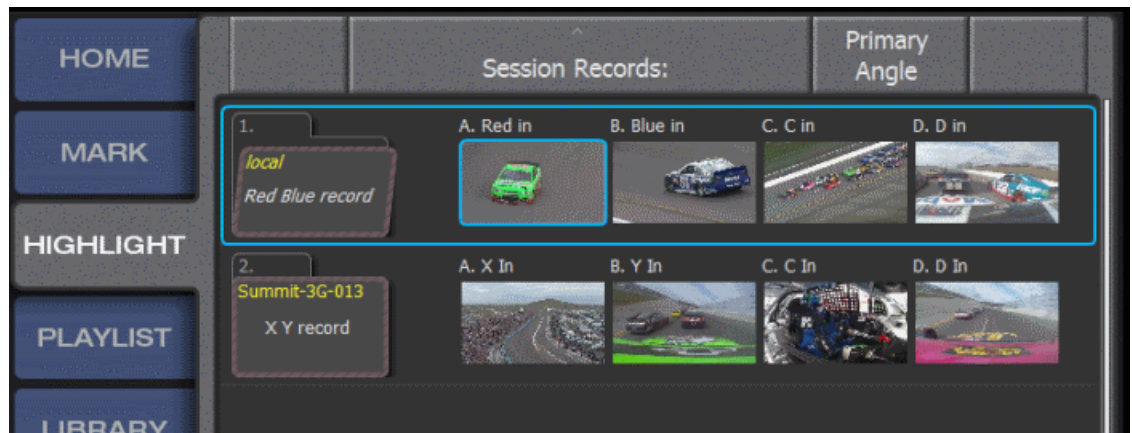 HOME
MARK
HIGHLIGHT
PLAYLIST
LIBRARY
Session Records:
Primary
Angle
1.
local
Red Blue record
A. Red in
B. Blue in
C. C in
D. D in
2.
Summit-3G-013
X Y record
A. X In
B. Y In
C. C In
D. D In